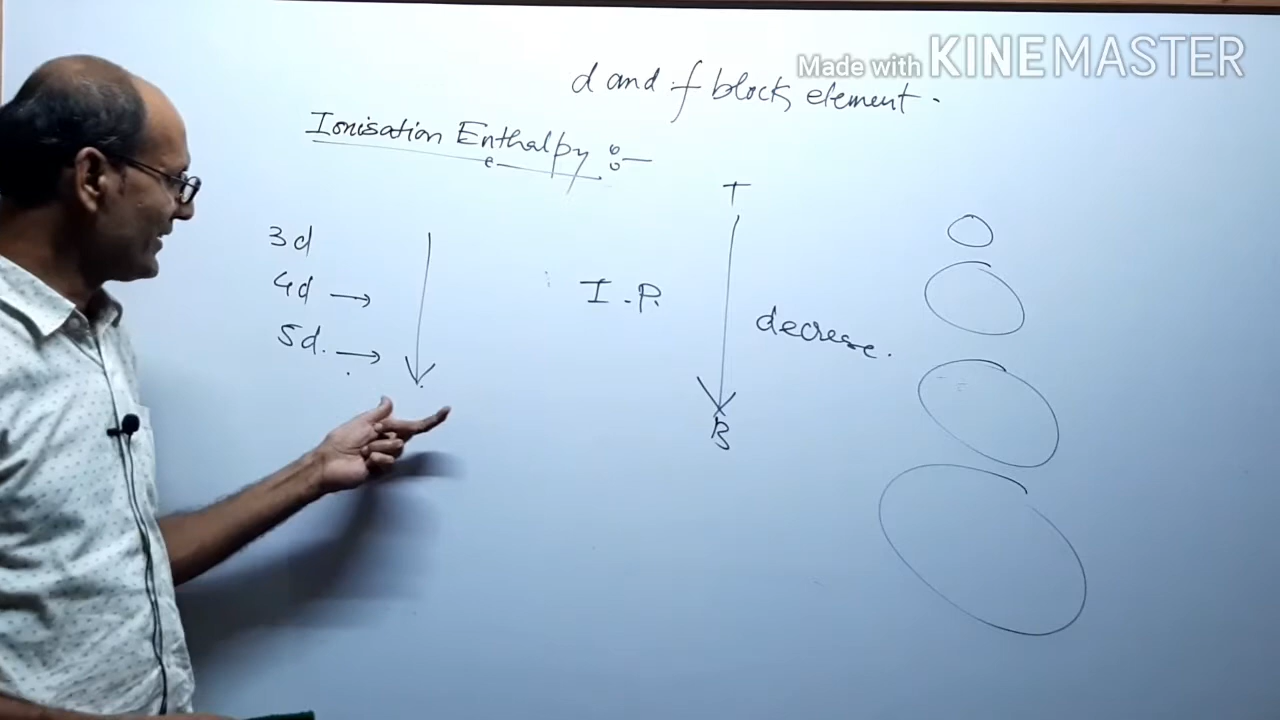 Made with KINEMASTER
d and f block element.
Ionisation Enthalpy :-
T
3d
4d →
5d. →
I.P.
decrese.
B